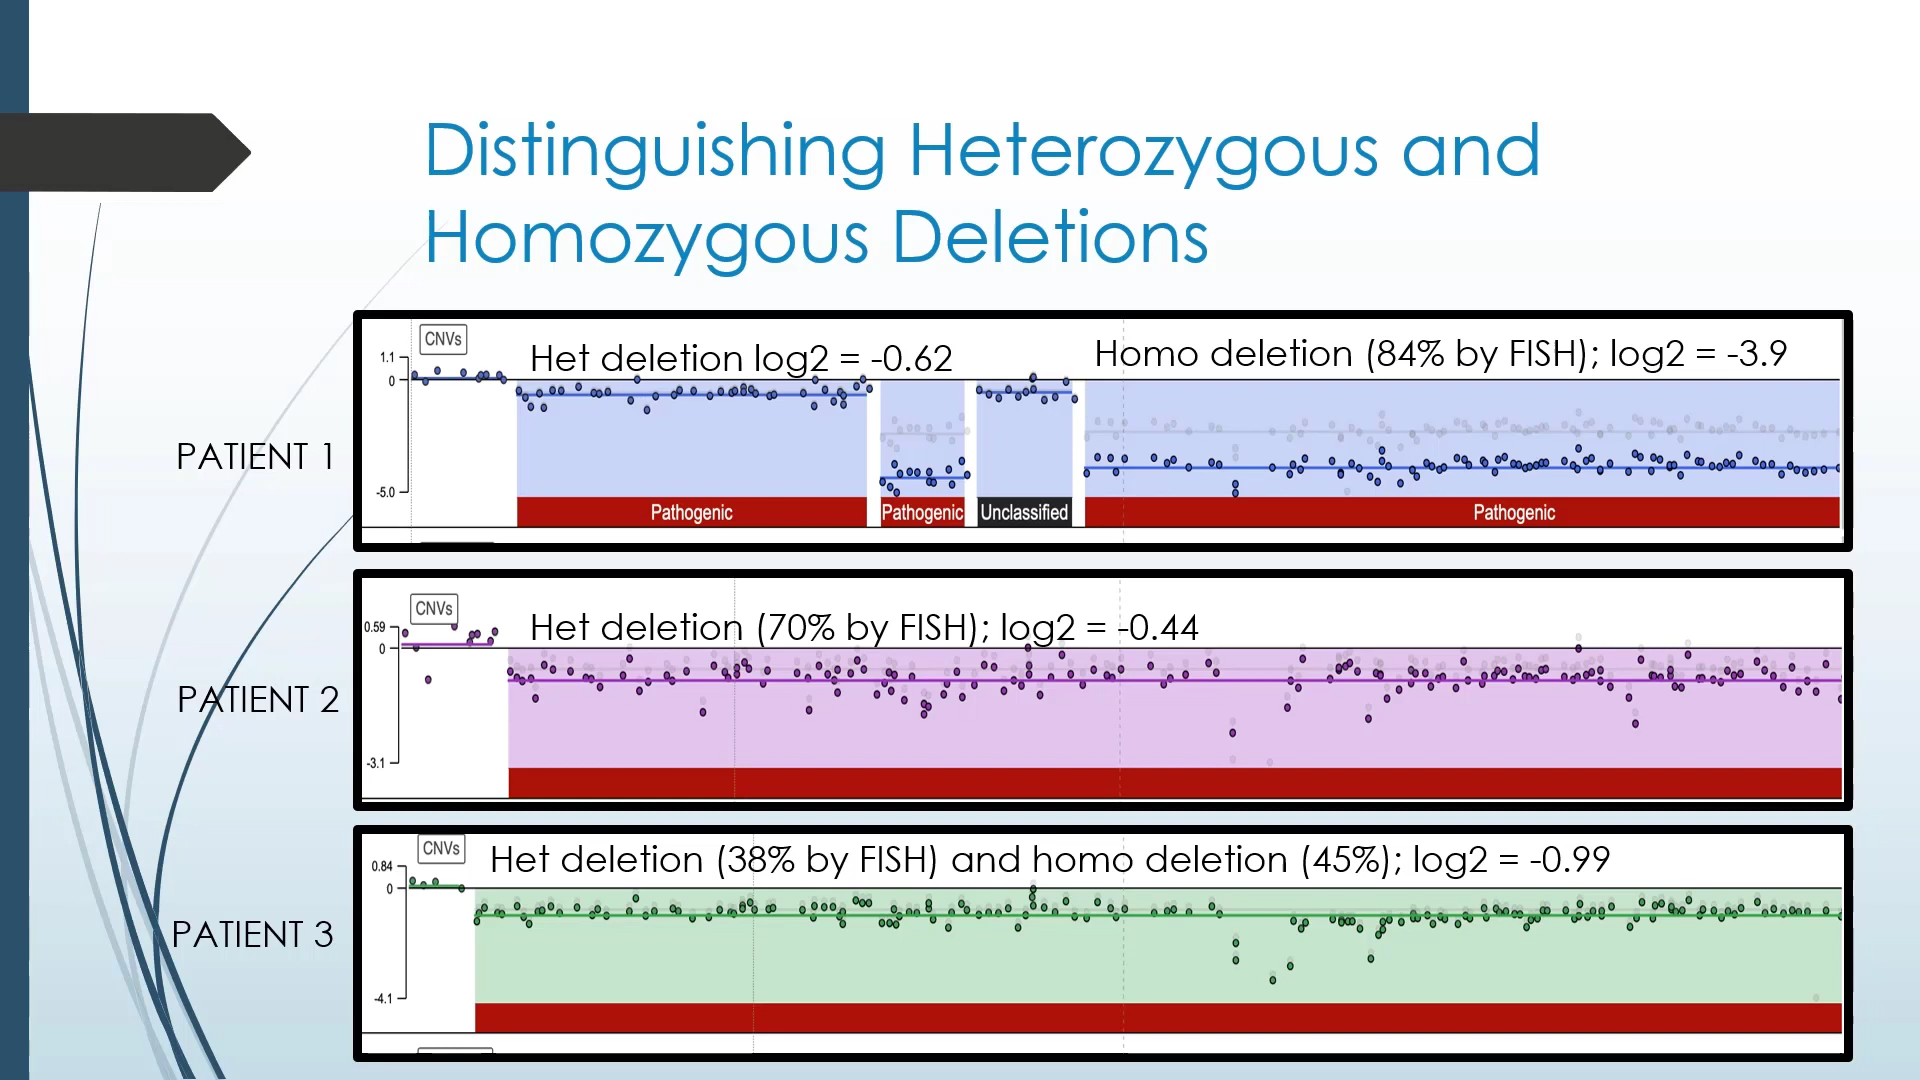 Distinguishing Heterozygous and
Homozygous Deletions
PATIENT 1
CNVs
Het deletion log2 = -0.62
Homo deletion (84% by FISH); log2 = -3.9
1.1
0
-5.0
Pathogenic
Pathogenic
Unclassified
Pathogenic
PATIENT 2
CNVs
Het deletion (70% by FISH); log2 = -0.44
0.59
0
-3.1
PATIENT 3
CNVs
Het deletion (38% by FISH) and homo deletion (45%); log2 = -0.99
0.84
0
-4.1